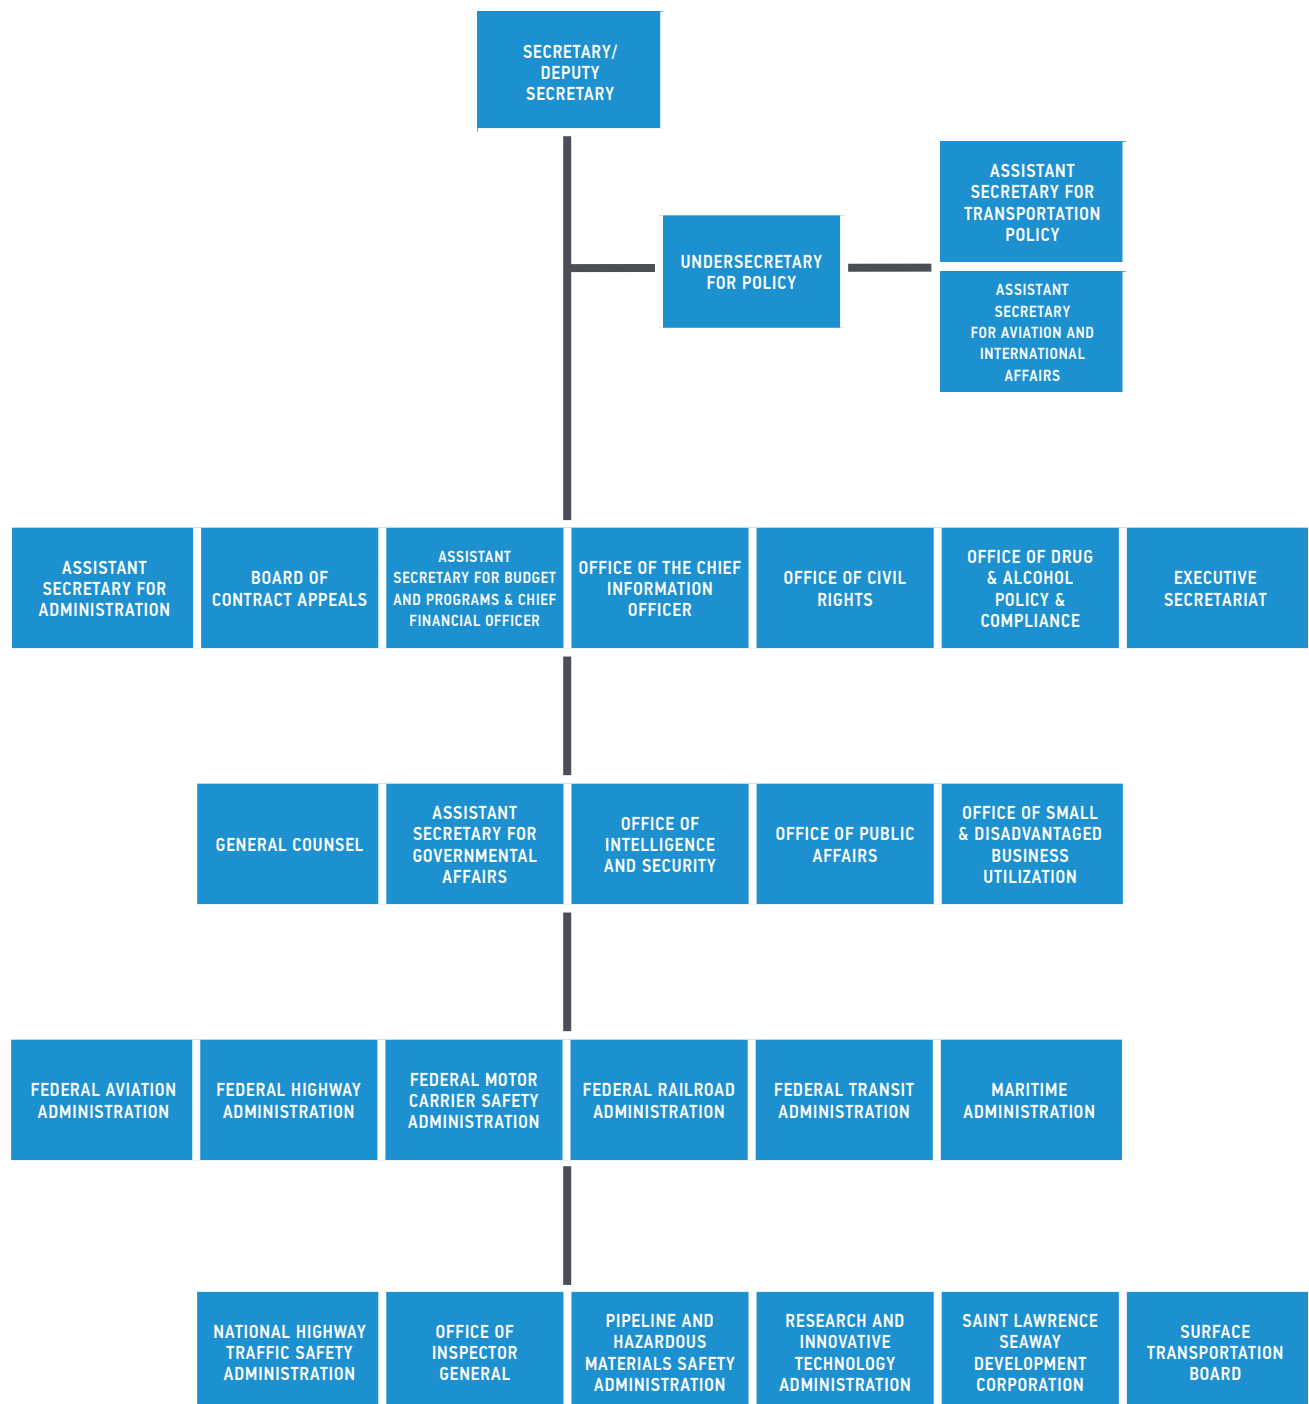 SECRETARY/
DEPUTY
SECRETARY
ASSISTANT
SECRETARY FOR
TRANSPORTATION
POLICY
UNDERSECRETARY
FOR POLICY
ASSISTANT
SECRETARY
FOR AVIATION AND
INTERNATIONAL
AFFAIRS
ASSISTANT
SECRETARY FOR
ADMINISTRATION
BOARD OF
CONTRACT APPEALS
ASSISTANT
SECRETARY FOR BUDGET
AND PROGRAMS & CHIEF
FINANCIAL OFFICER
OFFICE OF THE CHIEF
INFORMATION
OFFICER
OFFICE OF CIVIL
RIGHTS
OFFICE OF DRUG
& ALCOHOL
POLICY &
COMPLIANCE
EXECUTIVE
SECRETARIAT
GENERAL COUNSEL
ASSISTANT
SECRETARY FOR
GOVERNMENTAL
AFFAIRS
OFFICE OF
INTELLIGENCE
AND SECURITY
OFFICE OF PUBLIC
AFFAIRS
OFFICE OF SMALL
& DISADVANTAGED
BUSINESS
UTILIZATION
FEDERAL AVIATION
ADMINISTRATION
FEDERAL HIGHWAY
ADMINISTRATION
FEDERAL MOTOR
CARRIER SAFETY
ADMINISTRATION
FEDERAL RAILROAD
ADMINISTRATION
FEDERAL TRANSIT
ADMINISTRATION
MARITIME
ADMINISTRATION
NATIONAL HIGHWAY
TRAFFIC SAFETY
ADMINISTRATION
OFFICE OF
INSPECTOR
GENERAL
PIPELINE AND
HAZARDOUS
MATERIALS SAFETY
ADMINISTRATION
RESEARCH AND
INNOVATIVE
TECHNOLOGY
ADMINISTRATION
SAINT LAWRENCE
SEAWAY
DEVELOPMENT
CORPORATION
SURFACE
TRANSPORTATION
BOARD